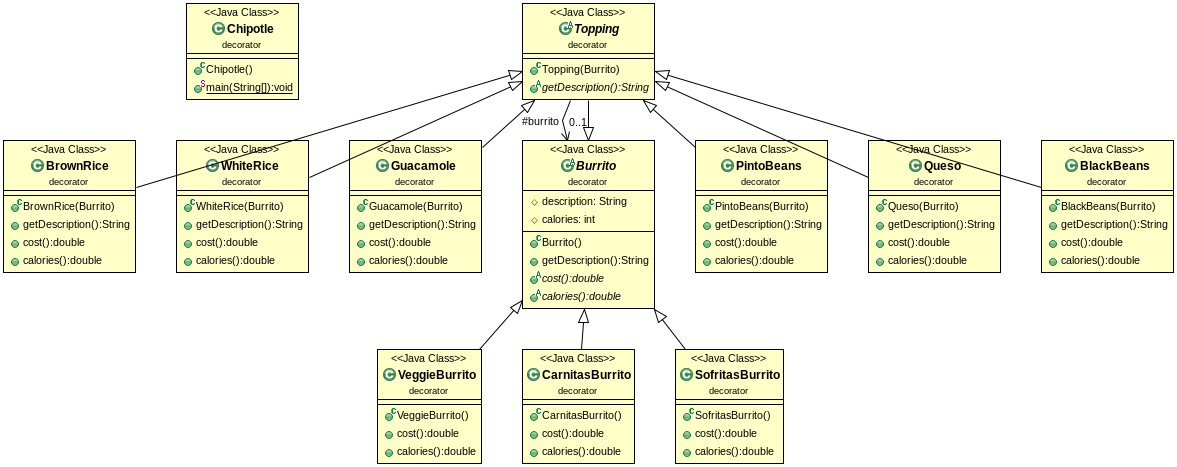 <<Java Class>>
Chipotle
decorator
Chipotle()
main(String[]):void
<<Java Class>>
Topping
decorator
Topping(Burrito)
getDescription():String
#burrito
0..1
<<Java Class>>
BrownRice
decorator
BrownRice(Burrito)
getDescription():String
cost():double
calories():double
<<Java Class>>
WhiteRice
decorator
WhiteRice(Burrito)
getDescription():String
cost():double
calories():double
<<Java Class>>
Guacamole
decorator
Guacamole(Burrito)
getDescription():String
cost():double
calories():double
<<Java Class>>
Burrito
decorator
description: String
calories: int
Burrito()
getDescription():String
cost():double
calories():double
<<Java Class>>
PintoBeans
decorator
PintoBeans(Burrito)
getDescription():String
cost():double
calories():double
<<Java Class>>
Queso
decorator
Queso(Burrito)
getDescription():String
cost():double
calories():double
<<Java Class>>
BlackBeans
decorator
BlackBeans(Burrito)
getDescription():String
cost():double
calories():double
<<Java Class>>
VeggieBurrito
decorator
VeggieBurrito()
cost():double
calories():double
<<Java Class>>
CarnitasBurrito
decorator
CarnitasBurrito()
cost():double
calories():double
<<Java Class>>
SofritasBurrito
decorator
SofritasBurrito()
cost():double
calories():double